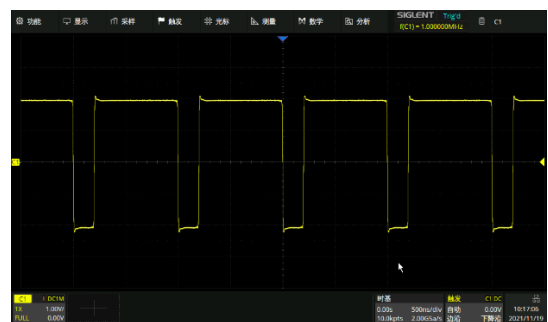 功能 显示 采样 触发 光标 测量 数学 分析 SIGLENT Trig'd C1
f(C1) = 1.000000MHz
C1
C1 DC1M 时基 触发 C1 DC
1X 1.00V/ 0.00s 500ns/div 自动 0.00V 10:17:06
FULL 0.00V 10.0kpts 2.00GSa/s 边沿 下降沿 2021/11/19